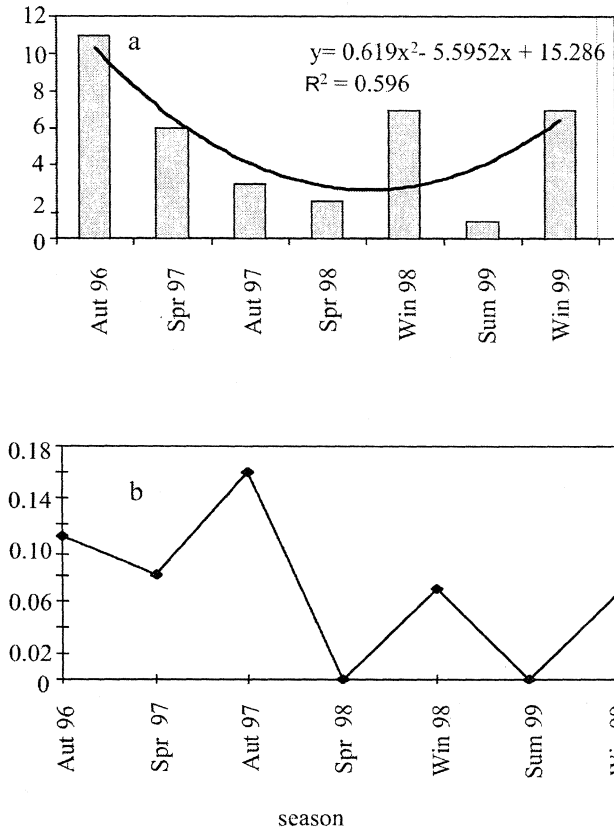 12
a
y= 0.619x²- 5.5952x + 15.286
R² = 0.596
10
8
6
4
2
0
Aut 96
Spr 97
Aut 97
Spr 98
Win 98
Sum 99
Win 99
0.18
b
0.14
0.10
0.06
0.02
0
Aut 96
Spr 97
Aut 97
Spr 98
Win 98
Sum 99
season